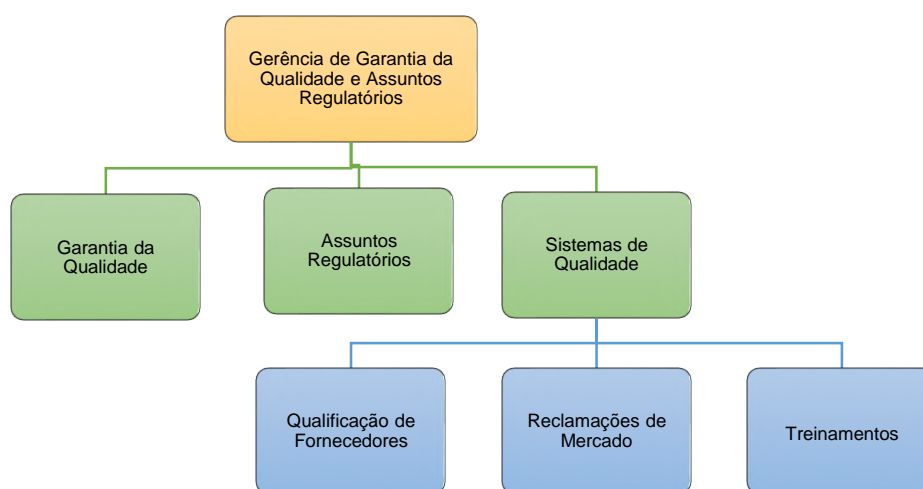 Gerência de Garantia da
Qualidade e Assuntos
Regulatórios
Garantia da
Qualidade
Assuntos
Regulatórios
Sistemas de
Qualidade
Qualificação de
Fornecedores
Reclamações de
Mercado
Treinamentos